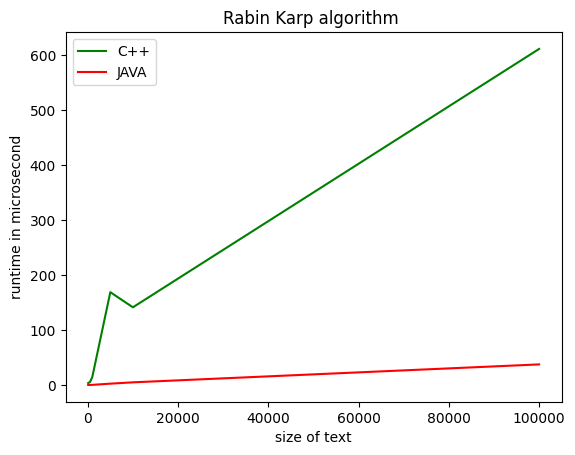 Rabin Karp algorithm
C++
JAVA
600
500
400
300
200
100
0
runtime in microsecond
0
20000
40000
60000
80000
100000
size of text